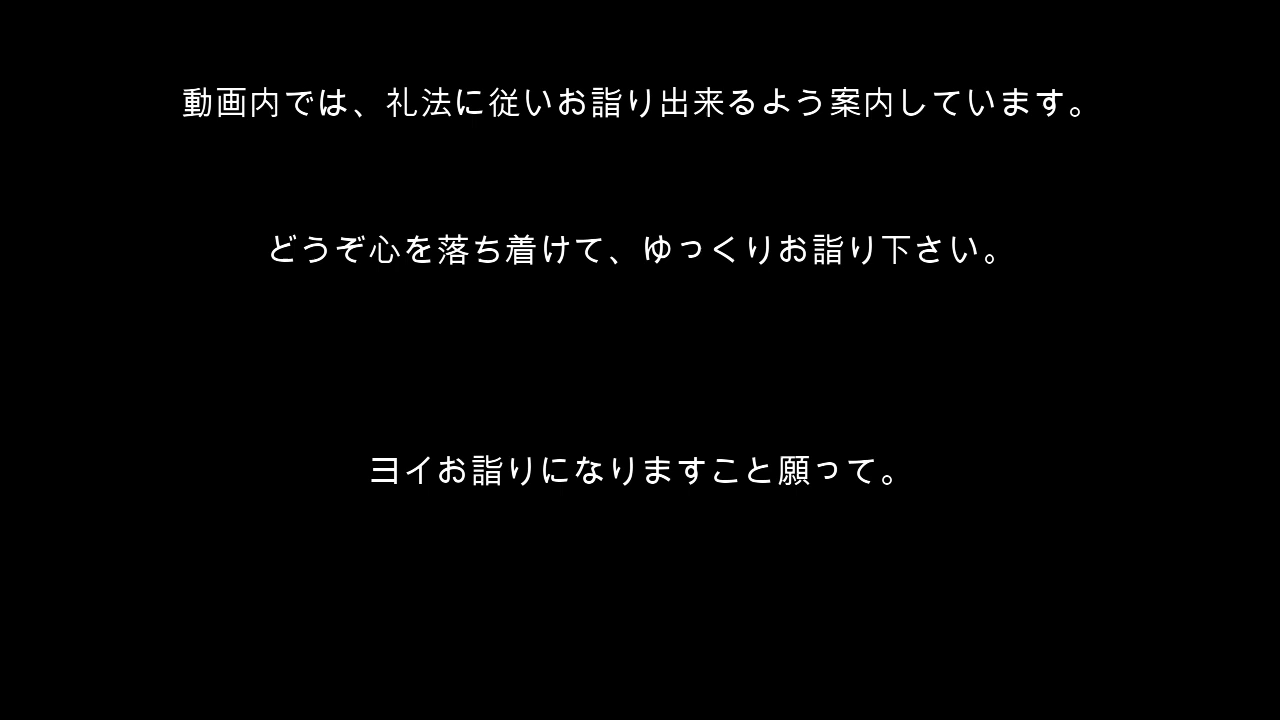 動画内では、礼法に従いお詣り出来るよう案内しています。
どうぞ心を落ち着けて、ゆっくりお詣り下さい。
ヨイお詣りになりますこと願って。